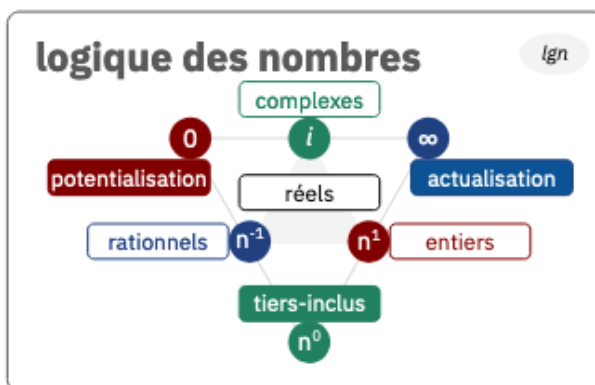 logique des nombres
lgn
complexes
0
i
∞
potentialisation
actualisation
réels
rationnels
n⁻¹
n¹
entiers
tiers-inclus
n⁰